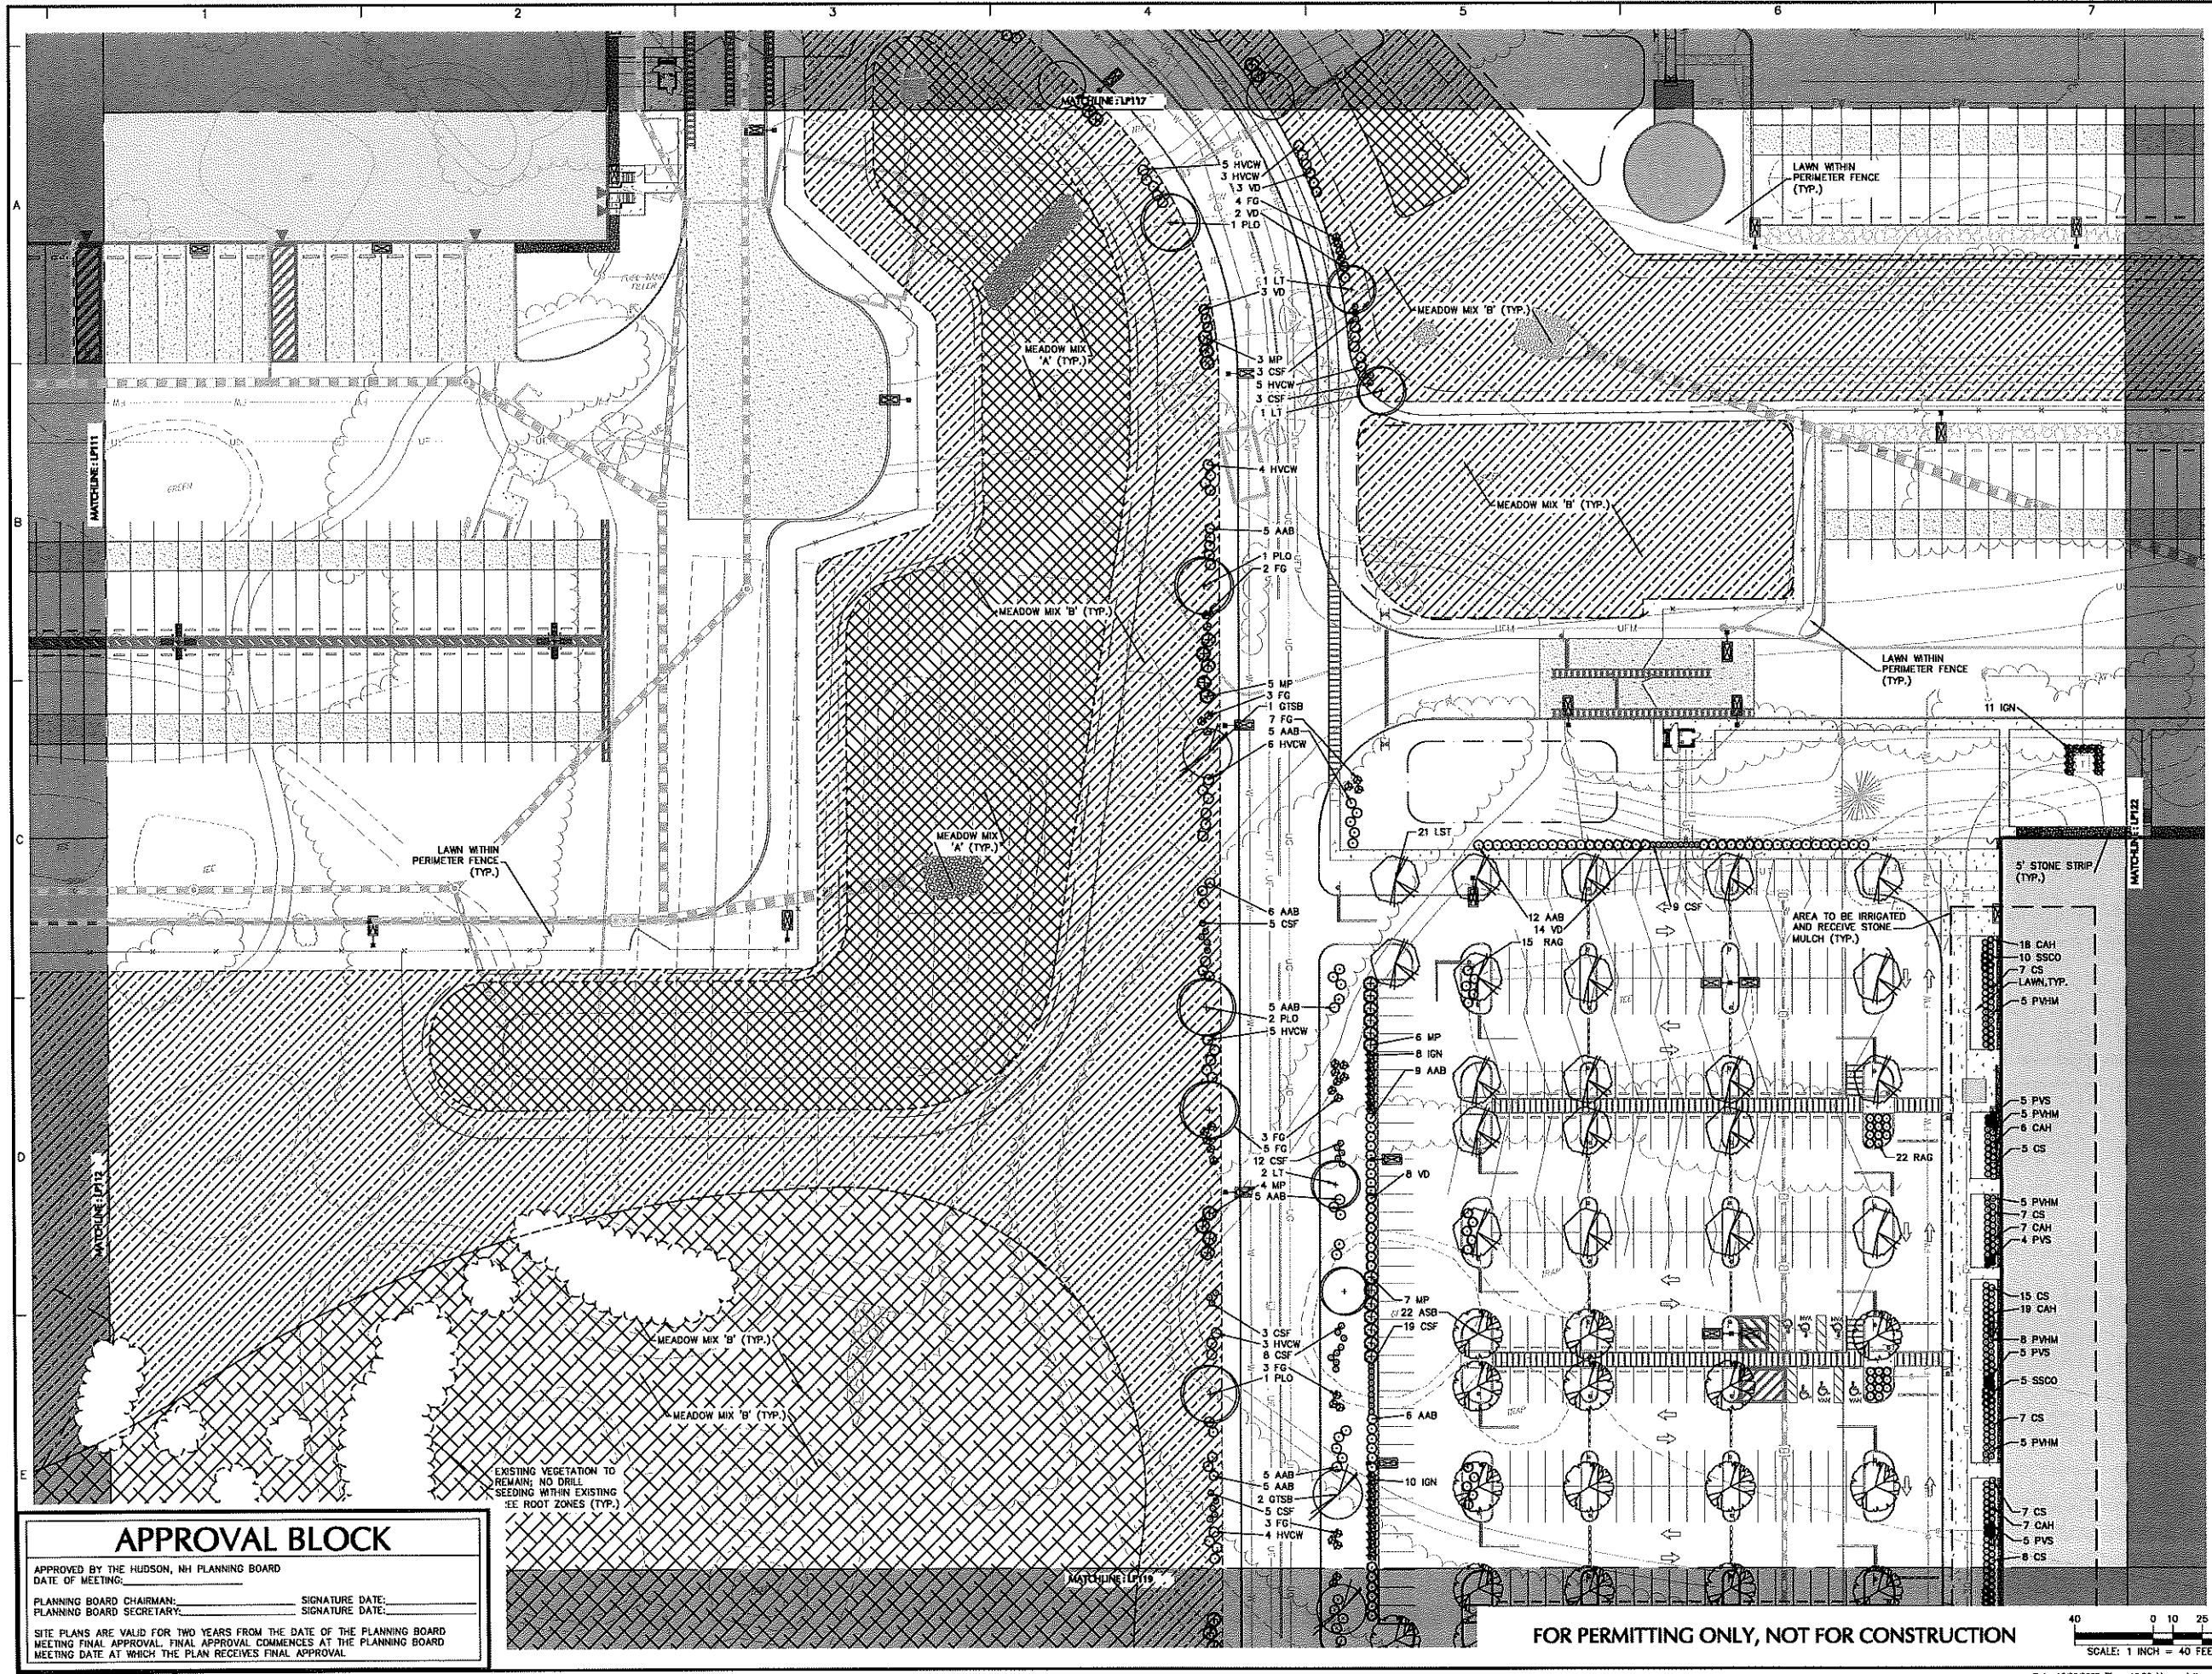 1 2 3 4 5 6 7
A
B
C
D
E
MATCHLINE: LP117
5 HVCW
3 HVCW
3 VD
4 FG
2 VD
1 PLO
LAWN WITHIN
PERIMETER FENCE
(TYP.)
1 LT
3 VD
MEADOW MIX 'B' (TYP.)
MEADOW MIX
'A' (TYP.)
3 MP
3 CSF
5 HVCW
3 CSF
1 LT
MATCHLINE: LP111
GREEN
4 HVCW
MEADOW MIX 'B' (TYP.)
5 AAB
1 PLO
2 FG
MEADOW MIX 'B' (TYP.)
UFM
UFM
LAWN WITHIN
PERIMETER FENCE
(TYP.)
5 MP
3 FG
1 GTSB
7 FG
5 AAB
6 HVCW
11 IGN
MATCHLINE: LP122
21 LST
MEADOW MIX
'A' (TYP.)
LAWN WITHIN
PERIMETER FENCE
(TYP.)
5' STONE STRIP
(TYP.)
6 AAB
5 CSF
12 AAB
14 VD
15 RAG
9 CSF
AREA TO BE IRRIGATED
AND RECEIVE STONE
MULCH (TYP.)
18 CAH
10 SSCO
7 CS
LAWN, TYP.
5 PVHM
5 AAB
2 PLO
5 HVCW
6 MP
8 IGN
9 AAB
5 PVS
5 PVHM
6 CAH
5 CS
3 FG
5 FG
12 CSF
2 LT
4 MP
5 AAB
22 RAG
8 VD
MATCHLINE: LP112
5 PVHM
7 CS
7 CAH
4 PVS
7 MP
22 ASB
19 CSF
15 CS
19 CAH
8 PVHM
5 PVS
5 SSCO
7 CS
5 PVHM
MEADOW MIX 'B' (TYP.)
3 CSF
3 HVCW
8 CSF
3 FG
1 PLO
MEADOW MIX 'B' (TYP.)
6 AAB
EXISTING VEGETATION TO
REMAIN; NO DRILL
SEEDING WITHIN EXISTING
EE ROOT ZONES (TYP.)
5 AAB
5 AAB
2 GTSB
5 CSF
3 FG
4 HVCW
10 IGN
7 CS
7 CAH
5 PVS
8 CS
MATCHLINE: LP119
APPROVAL BLOCK
APPROVED BY THE HUDSON, NH PLANNING BOARD
DATE OF MEETING:
PLANNING BOARD CHAIRMAN: SIGNATURE DATE:
PLANNING BOARD SECRETARY: SIGNATURE DATE:
SITE PLANS ARE VALID FOR TWO YEARS FROM THE DATE OF THE PLANNING BOARD
MEETING FINAL APPROVAL. FINAL APPROVAL COMMENCES AT THE PLANNING BOARD
MEETING DATE AT WHICH THE PLAN RECEIVES FINAL APPROVAL
FOR PERMITTING ONLY, NOT FOR CONSTRUCTION
40 0 10 25
SCALE: 1 INCH = 40 FEE